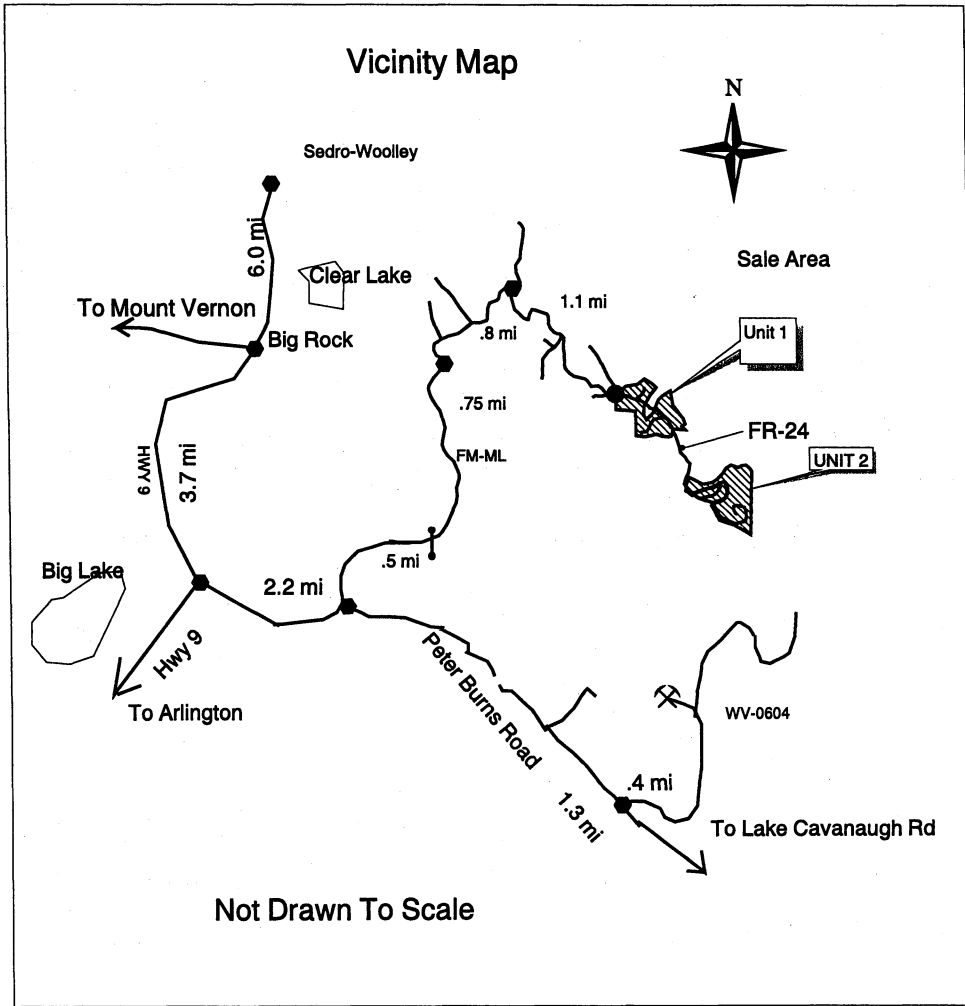 Vicinity Map
N
Sedro-Woolley
6.0 mi
Clear Lake
Sale Area
To Mount Vernon
Big Rock
1.1 mi
.8 mi
Unit 1
.75 mi
FR-24
HWY 9
3.7 mi
FM-ML
UNIT 2
Big Lake
.5 mi
2.2 mi
Hwy 9
Peter Burns Road
To Arlington
WV-0604
.4 mi
1.3 mi
To Lake Cavanaugh Rd
Not Drawn To Scale